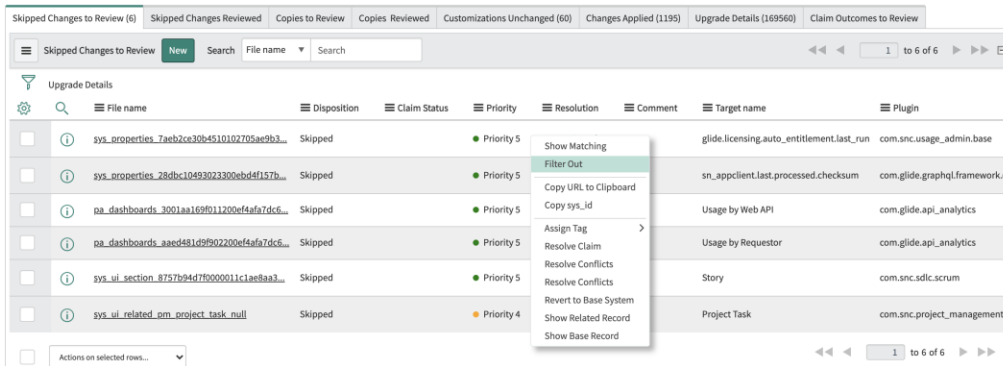 Skipped Changes to Review (6) Skipped Changes Reviewed Copies to Review Copies Reviewed Customizations Unchanged (60) Changes Applied (1195) Upgrade Details (169560) Claim Outcomes to Review
Skipped Changes to Review New Search File name Search 1 to 6 of 6
Upgrade Details
File name Disposition Claim Status Priority Resolution Comment Target name Plugin
sys_properties_7aeb2ce30b4510102705ae9b3... Skipped Priority 5 glide.licensing.auto_entitlement.last_run com.snc.usage_admin.base
sys_properties_28dbc10493023300ebd4f157b... Skipped Priority 5 sn_appclient.last.processed.checksum com.glide.graphql.framework.
pa_dashboards_3001aa169f011200ef4afa7dc6... Skipped Priority 5 Usage by Web API com.glide.api_analytics
pa_dashboards_aaed481d9f902200ef4afa7dc6... Skipped Priority 5 Usage by Requestor com.glide.api_analytics
sys_ui_section_8757b94d7f0000011c1ae8aa3... Skipped Priority 5 Story com.snc.sdlc.scrum
sys_ui_related_pm_project_task_null Skipped Priority 4 Project Task com.snc.project_management
Show Matching
Filter Out
Copy URL to Clipboard
Copy sys_id
Assign Tag
Resolve Claim
Resolve Conflicts
Resolve Conflicts
Revert to Base System
Show Related Record
Show Base Record
Actions on selected rows... 1 to 6 of 6